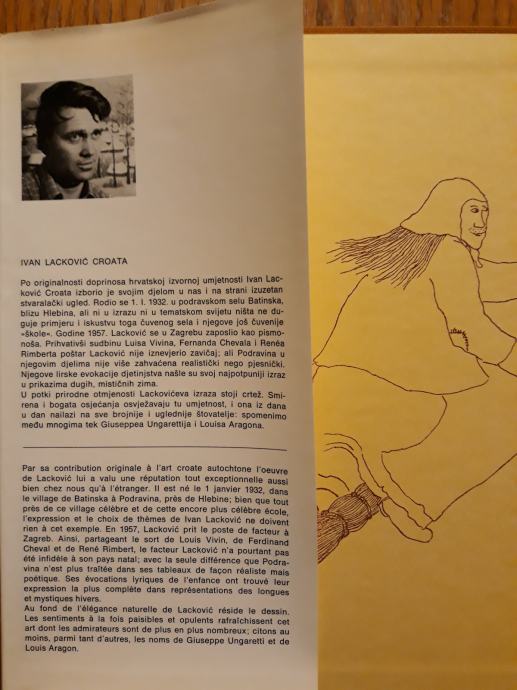 IVAN LACKOVIĆ CROATA
Po originalnosti doprinosa hrvatskoj izvornoj umjetnosti Ivan Lac-
ković Croata izborio je svojim djelom u nas i na strani izuzetan
stvaralački ugled. Rodio se 1. I. 1932. u podravskom selu Batinska,
blizu Hlebina, ali ni u izrazu ni u tematskom svijetu ništa ne du-
guje primjeru i iskustvu toga čuvenog sela i njegove još čuvenije
»škole«. Godine 1957. Lacković se u Zagrebu zaposlio kao pismo-
noša. Prihvativši sudbinu Luisa Vivina, Fernanda Chevala i Renéa
Rimberta poštar Lacković nije iznevjerio zavičaj; ali Podravina u
njegovim djelima nije više zahvaćena realistički nego pjesnički.
Njegove lirske evokacije djetinjstva našle su svoj najpotpuniji izraz
u prikazima dugih, mističnih zima.
U potki prirodne otmjenosti Lackovićeva izraza stoji crtež. Smi-
rena i bogata osjećanja osvježavaju tu umjetnost, i ona iz dana
u dan nailazi na sve brojnije i uglednije štovatelje: spomenimo
među mnogima tek Giuseppea Ungarettija i Louisa Aragona.
Par sa contribution originale à l'art croate autochtone l'oeuvre
de Lacković lui a valu une réputation tout exceptionnelle aussi
bien chez nous qu'à l'étranger. Il est né le 1 janvier 1932, dans
le village de Batinska à Podravina, près de Hlebine; bien que tout
près de ce village célèbre et de cette encore plus célèbre école,
l'expression et le choix de thèmes de Ivan Lacković ne doivent
rien à cet exemple. En 1957, Lacković prit le poste de facteur à
Zagreb. Ainsi, partageant le sort de Louis Vivin, de Ferdinand
Cheval et de René Rimbert, le facteur Lacković n'a pourtant pas
été infidèle à son pays natal; avec la seule différence que Podra-
vina n'est plus traîtée dans ses tableaux de façon réaliste mais
poétique. Ses évocations lyriques de l'enfance ont trouvé leur
expression la plus complète dans représentations des longues
et mystiques hivers.
Au fond de l'élégance naturelle de Lacković réside le dessin.
Les sentiments à la fois paisibles et opulents rafraîchissent cet
art dont les admirateurs sont de plus en plus nombreux; citons au
moins, parmi tant d'autres, les noms de Giuseppe Ungaretti et de
Louis Aragon.